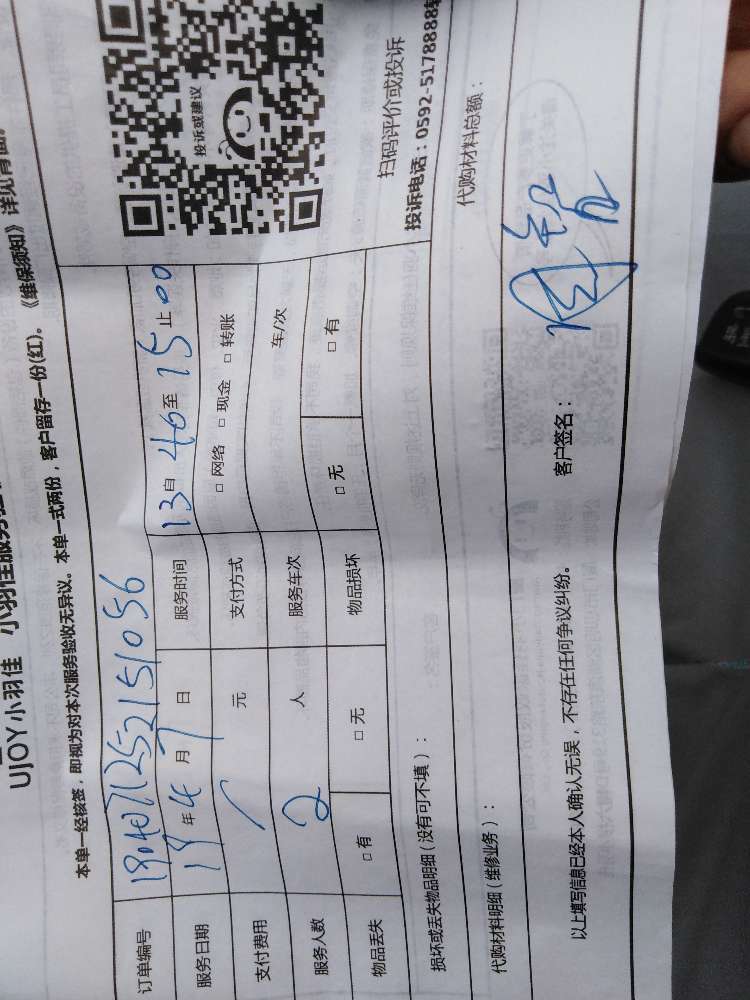 UJOY小羽佳 小羽佳服务
本单一经核签，即视为对本次服务验收无异议。本单一式两份，客户留存一份(红)。《维保须知》详见背面
订单编号 190407125215 1056
服务日期 19年4月7日 服务时间 13自40至15止00
支付费用 / 元 支付方式 □网络 □现金 □转账
服务人数 2 人 服务车次 车/次
物品丢失 □有 □无 物品损坏 □无 □有
投诉或建议
扫码评价或投诉
投诉电话：0592-5178888转
损坏或丢失物品明细（没有可不填）：
代购材料明细（维修业务）： 代购材料总额：
以上填写信息已经本人确认无误，不存在任何争议纠纷。 客户签名：